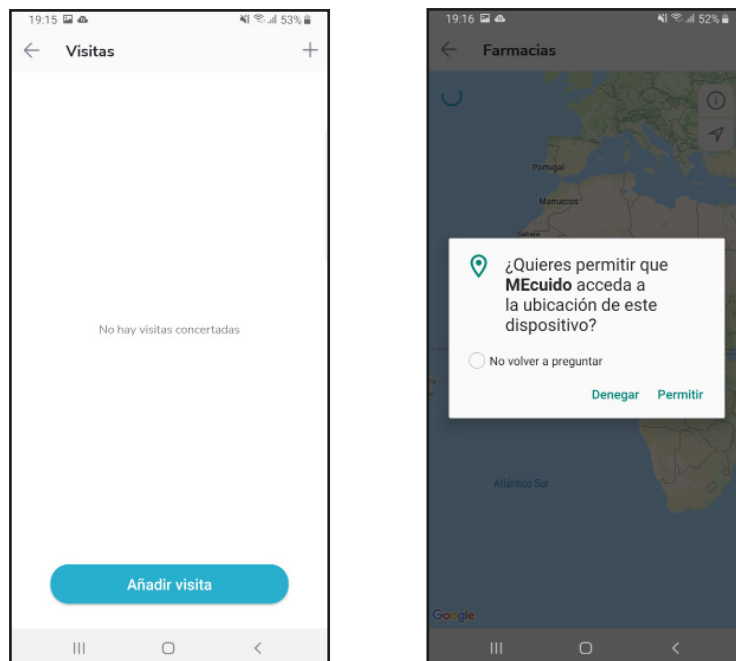 19:15 53%
Visitas
No hay visitas concertadas
Añadir visita
19:16 52%
Farmacias
Portugal
Marruecos
Sahara
¿Quieres permitir que
MEcuido acceda a
la ubicación de este
dispositivo?
No volver a preguntar
Denegar Permitir
Atlántico Sur
Google